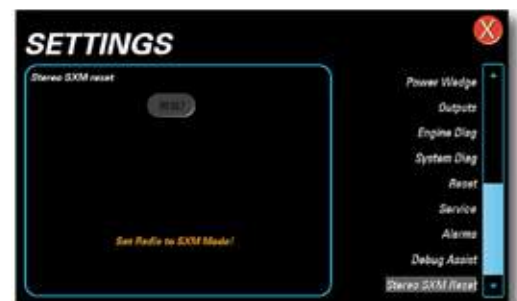 SETTINGS
X
Stereo SXM reset
RESET
Set Radio to SXM Mode!
Power Wedge
Outputs
Engine Diag
System Diag
Reset
Service
Alarms
Debug Assist
Stereo SXM Reset